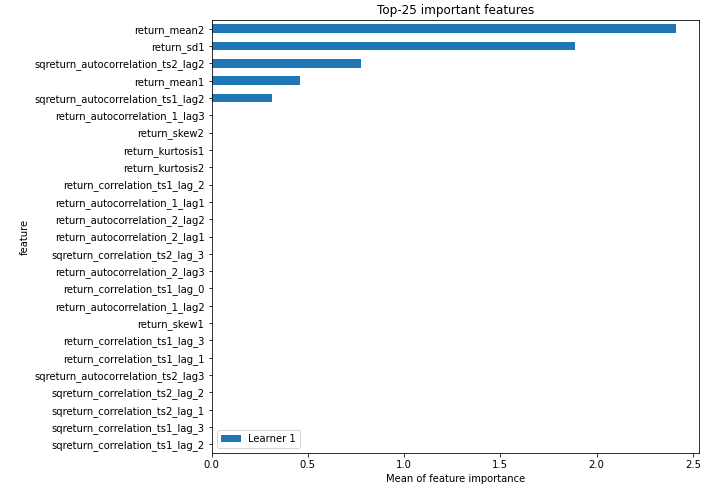 Top-25 important features
return_mean2
return_sd1
sqreturn_autocorrelation_ts2_lag2
return_mean1
sqreturn_autocorrelation_ts1_lag2
return_autocorrelation_1_lag3
return_skew2
return_kurtosis1
return_kurtosis2
return_correlation_ts1_lag_2
return_autocorrelation_1_lag1
return_autocorrelation_2_lag2
return_autocorrelation_2_lag1
sqreturn_correlation_ts2_lag_3
return_autocorrelation_2_lag3
return_correlation_ts1_lag_0
return_autocorrelation_1_lag2
return_skew1
return_correlation_ts1_lag_3
return_correlation_ts1_lag_1
sqreturn_autocorrelation_ts2_lag3
sqreturn_correlation_ts2_lag_2
sqreturn_correlation_ts2_lag_1
sqreturn_correlation_ts1_lag_3
sqreturn_correlation_ts1_lag_2
feature
Learner 1
0.0 0.5 1.0 1.5 2.0 2.5
Mean of feature importance